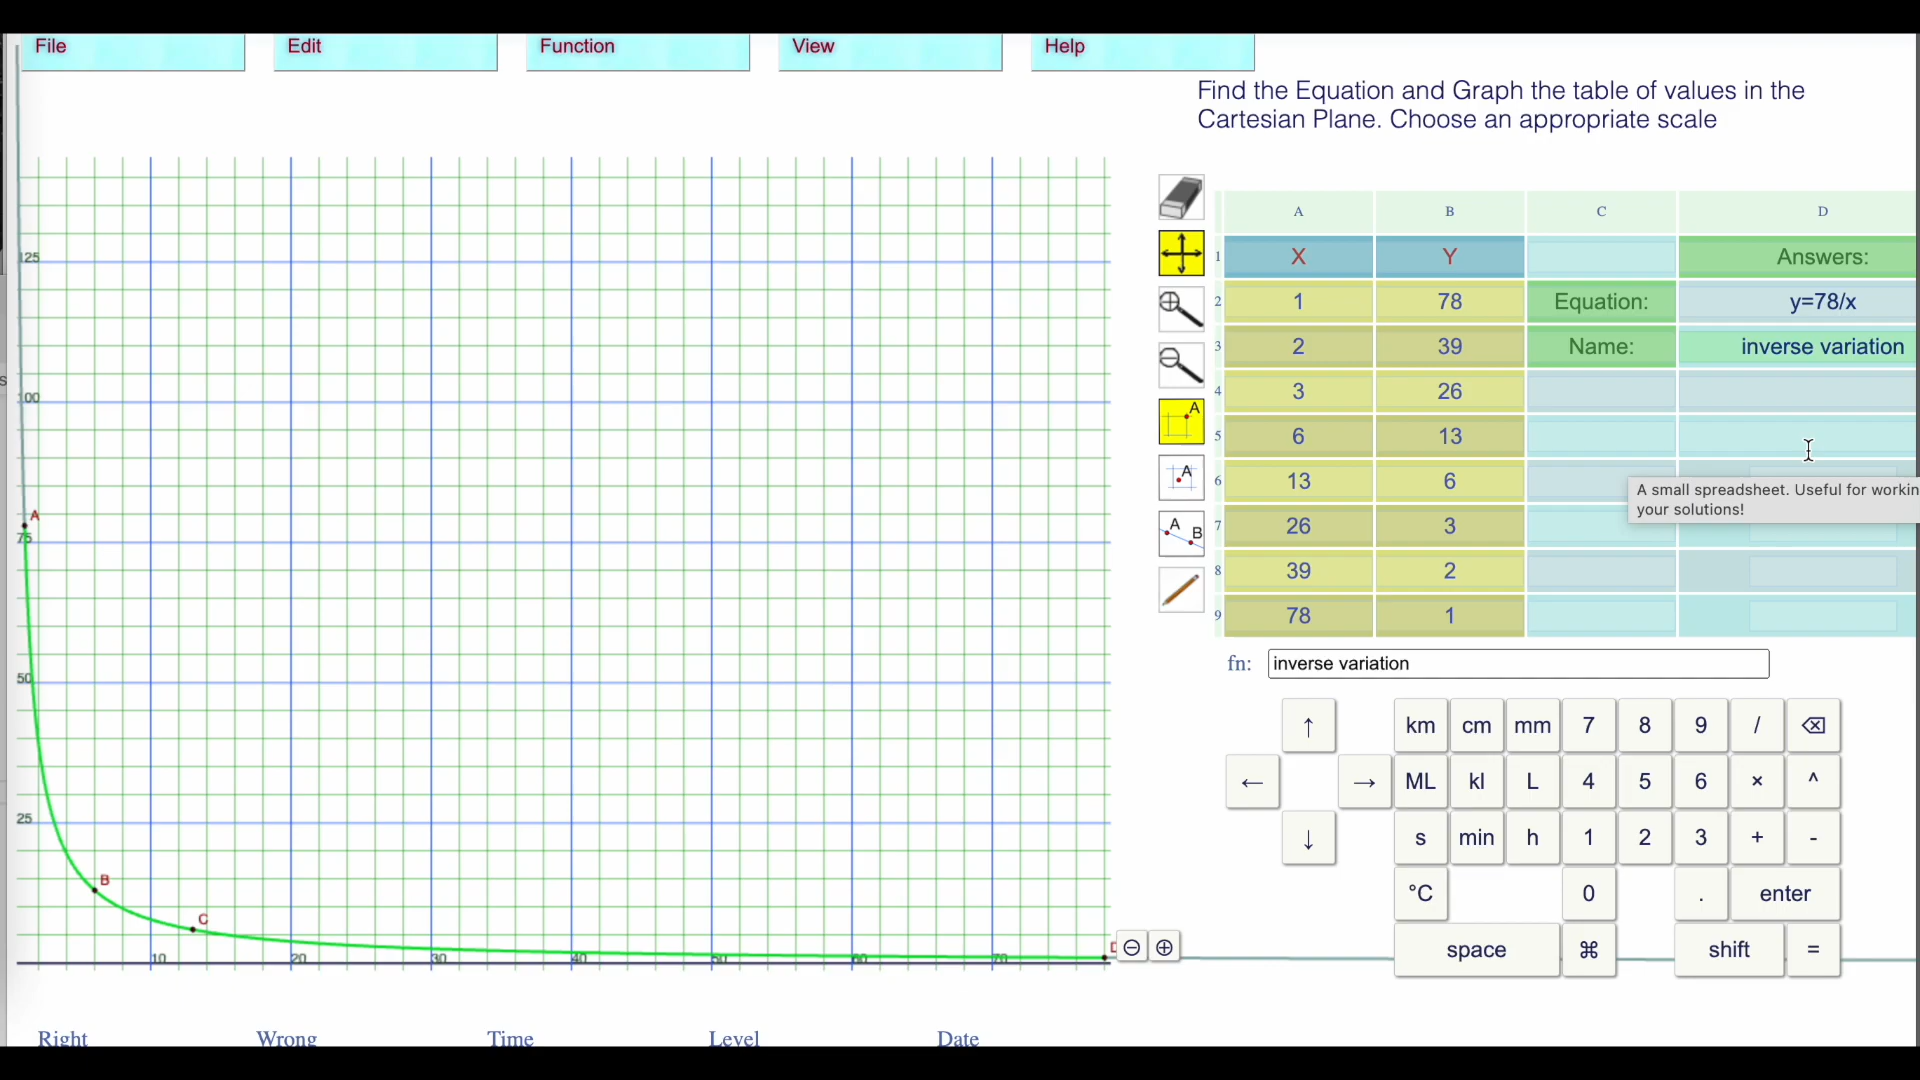 File Edit Function View Help
Find the Equation and Graph the table of values in the
Cartesian Plane. Choose an appropriate scale
A B C D
1 X Y Answers:
2 1 78 Equation: y=78/x
3 2 39 Name: inverse variation
4 3 26
5 6 13
6 13 6
7 26 3
8 39 2
9 78 1
A small spreadsheet. Useful for workin
your solutions!
A
A
A B
fn: inverse variation
↑ km cm mm 7 8 9 / ⌫
← → ML kl L 4 5 6 × ^
↓ s min h 1 2 3 + -
°C 0 . enter
space ⌘ shift =
125
100
A
75
50
25
B
C
D
10 20 30 40 50 60 70
Right Wrong Time Level Date